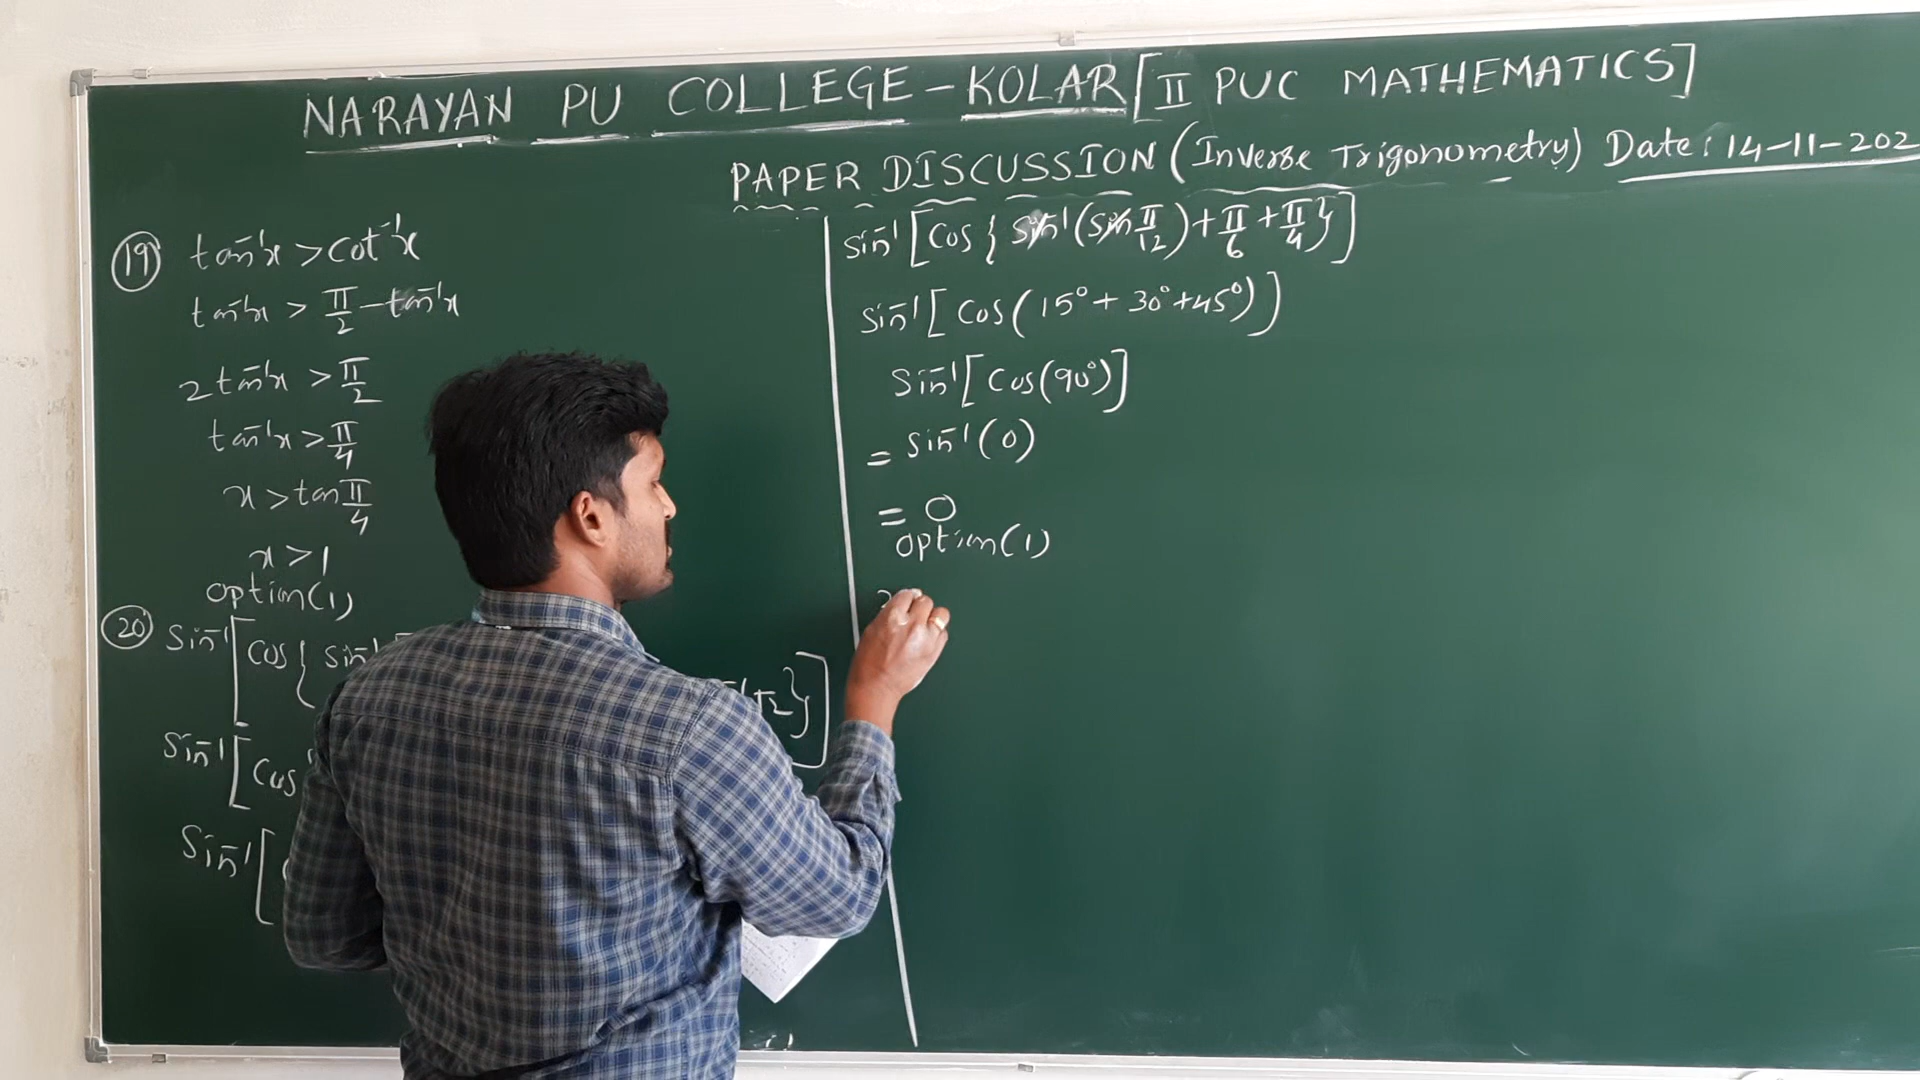 NARAYAN PU COLLEGE - KOLAR [II PUC MATHEMATICS]
PAPER DISCUSSION (Inverse Trigonometry) Date: 14-11-202
(19) tan⁻¹x > cot⁻¹x
tan⁻¹x > π/2 - tan⁻¹x
2tan⁻¹x > π/2
tan⁻¹x > π/4
x > tan π/4
x > 1
option(1)
(20) Sin⁻¹[Cos{ sin⁻¹ √2}]
Sin⁻¹[Cos
Sin⁻¹[
Sin⁻¹[Cos{ Sin⁻¹(Sin π/12) + π/6 + π/4 }]
Sin⁻¹[Cos(15° + 30° + 45°)]
Sin⁻¹[Cos(90°)]
= Sin⁻¹(0)
= 0
option(1)